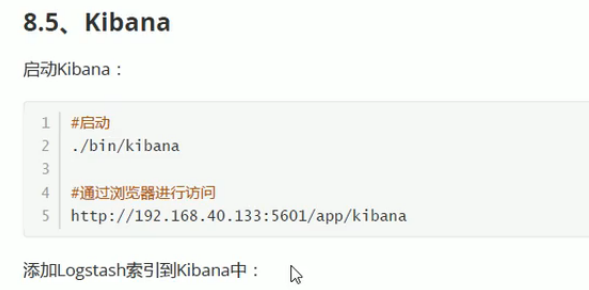 8.5、Kibana
启动Kibana：
1 #启动
2 ./bin/kibana
3
4 #通过浏览器进行访问
5 http://192.168.40.133:5601/app/kibana
添加Logstash索引到Kibana中：